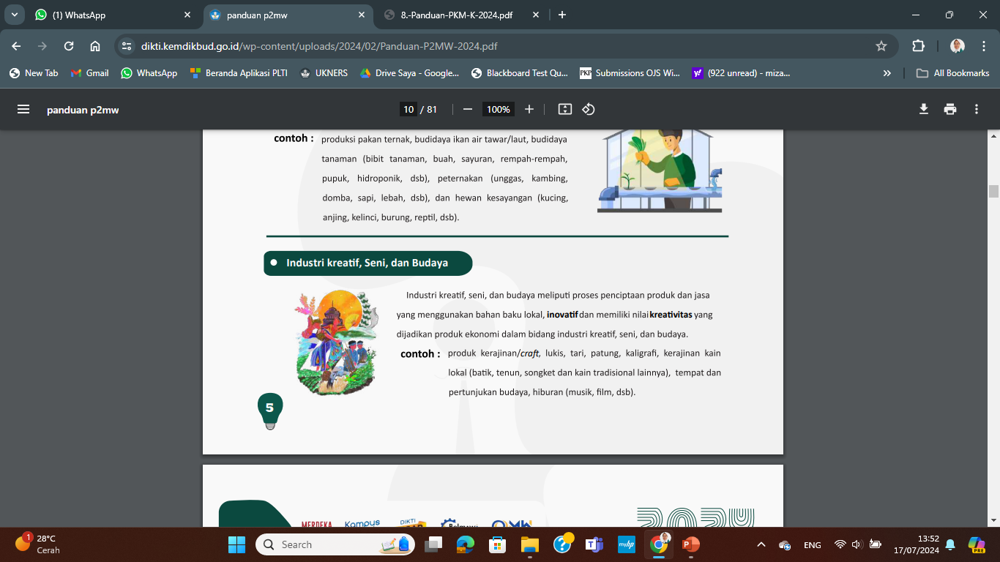 (1) WhatsApp
panduan p2mw
8.-Panduan-PKM-K-2024.pdf
dikti.kemdikbud.go.id/wp-content/uploads/2024/02/Panduan-P2MW-2024.pdf
New Tab
Gmail
WhatsApp
Beranda Aplikasi PLTI
UKNERS
Drive Saya - Google...
Blackboard Test Qu...
PKP
Submissions OJS Wi...
(922 unread) - miza...
»
All Bookmarks
panduan p2mw
10 / 81
100%
contoh : produksi pakan ternak, budidaya ikan air tawar/laut, budidaya
tanaman (bibit tanaman, buah, sayuran, rempah-rempah,
pupuk, hidroponik, dsb), peternakan (unggas, kambing,
domba, sapi, lebah, dsb), dan hewan kesayangan (kucing,
anjing, kelinci, burung, reptil, dsb).
Industri kreatif, Seni, dan Budaya
Industri kreatif, seni, dan budaya meliputi proses penciptaan produk dan jasa
yang menggunakan bahan baku lokal, inovatif dan memiliki nilai kreativitas yang
dijadikan produk ekonomi dalam bidang industri kreatif, seni, dan budaya.
contoh : produk kerajinan/craft, lukis, tari, patung, kaligrafi, kerajinan kain
lokal (batik, tenun, songket dan kain tradisional lainnya), tempat dan
pertunjukan budaya, hiburan (musik, film, dsb).
5
MERDEKA
Kampus
DIKTI
Belmawa
2024
1
28°C
Cerah
Search
myhp
ENG
13:52
17/07/2024
PRE